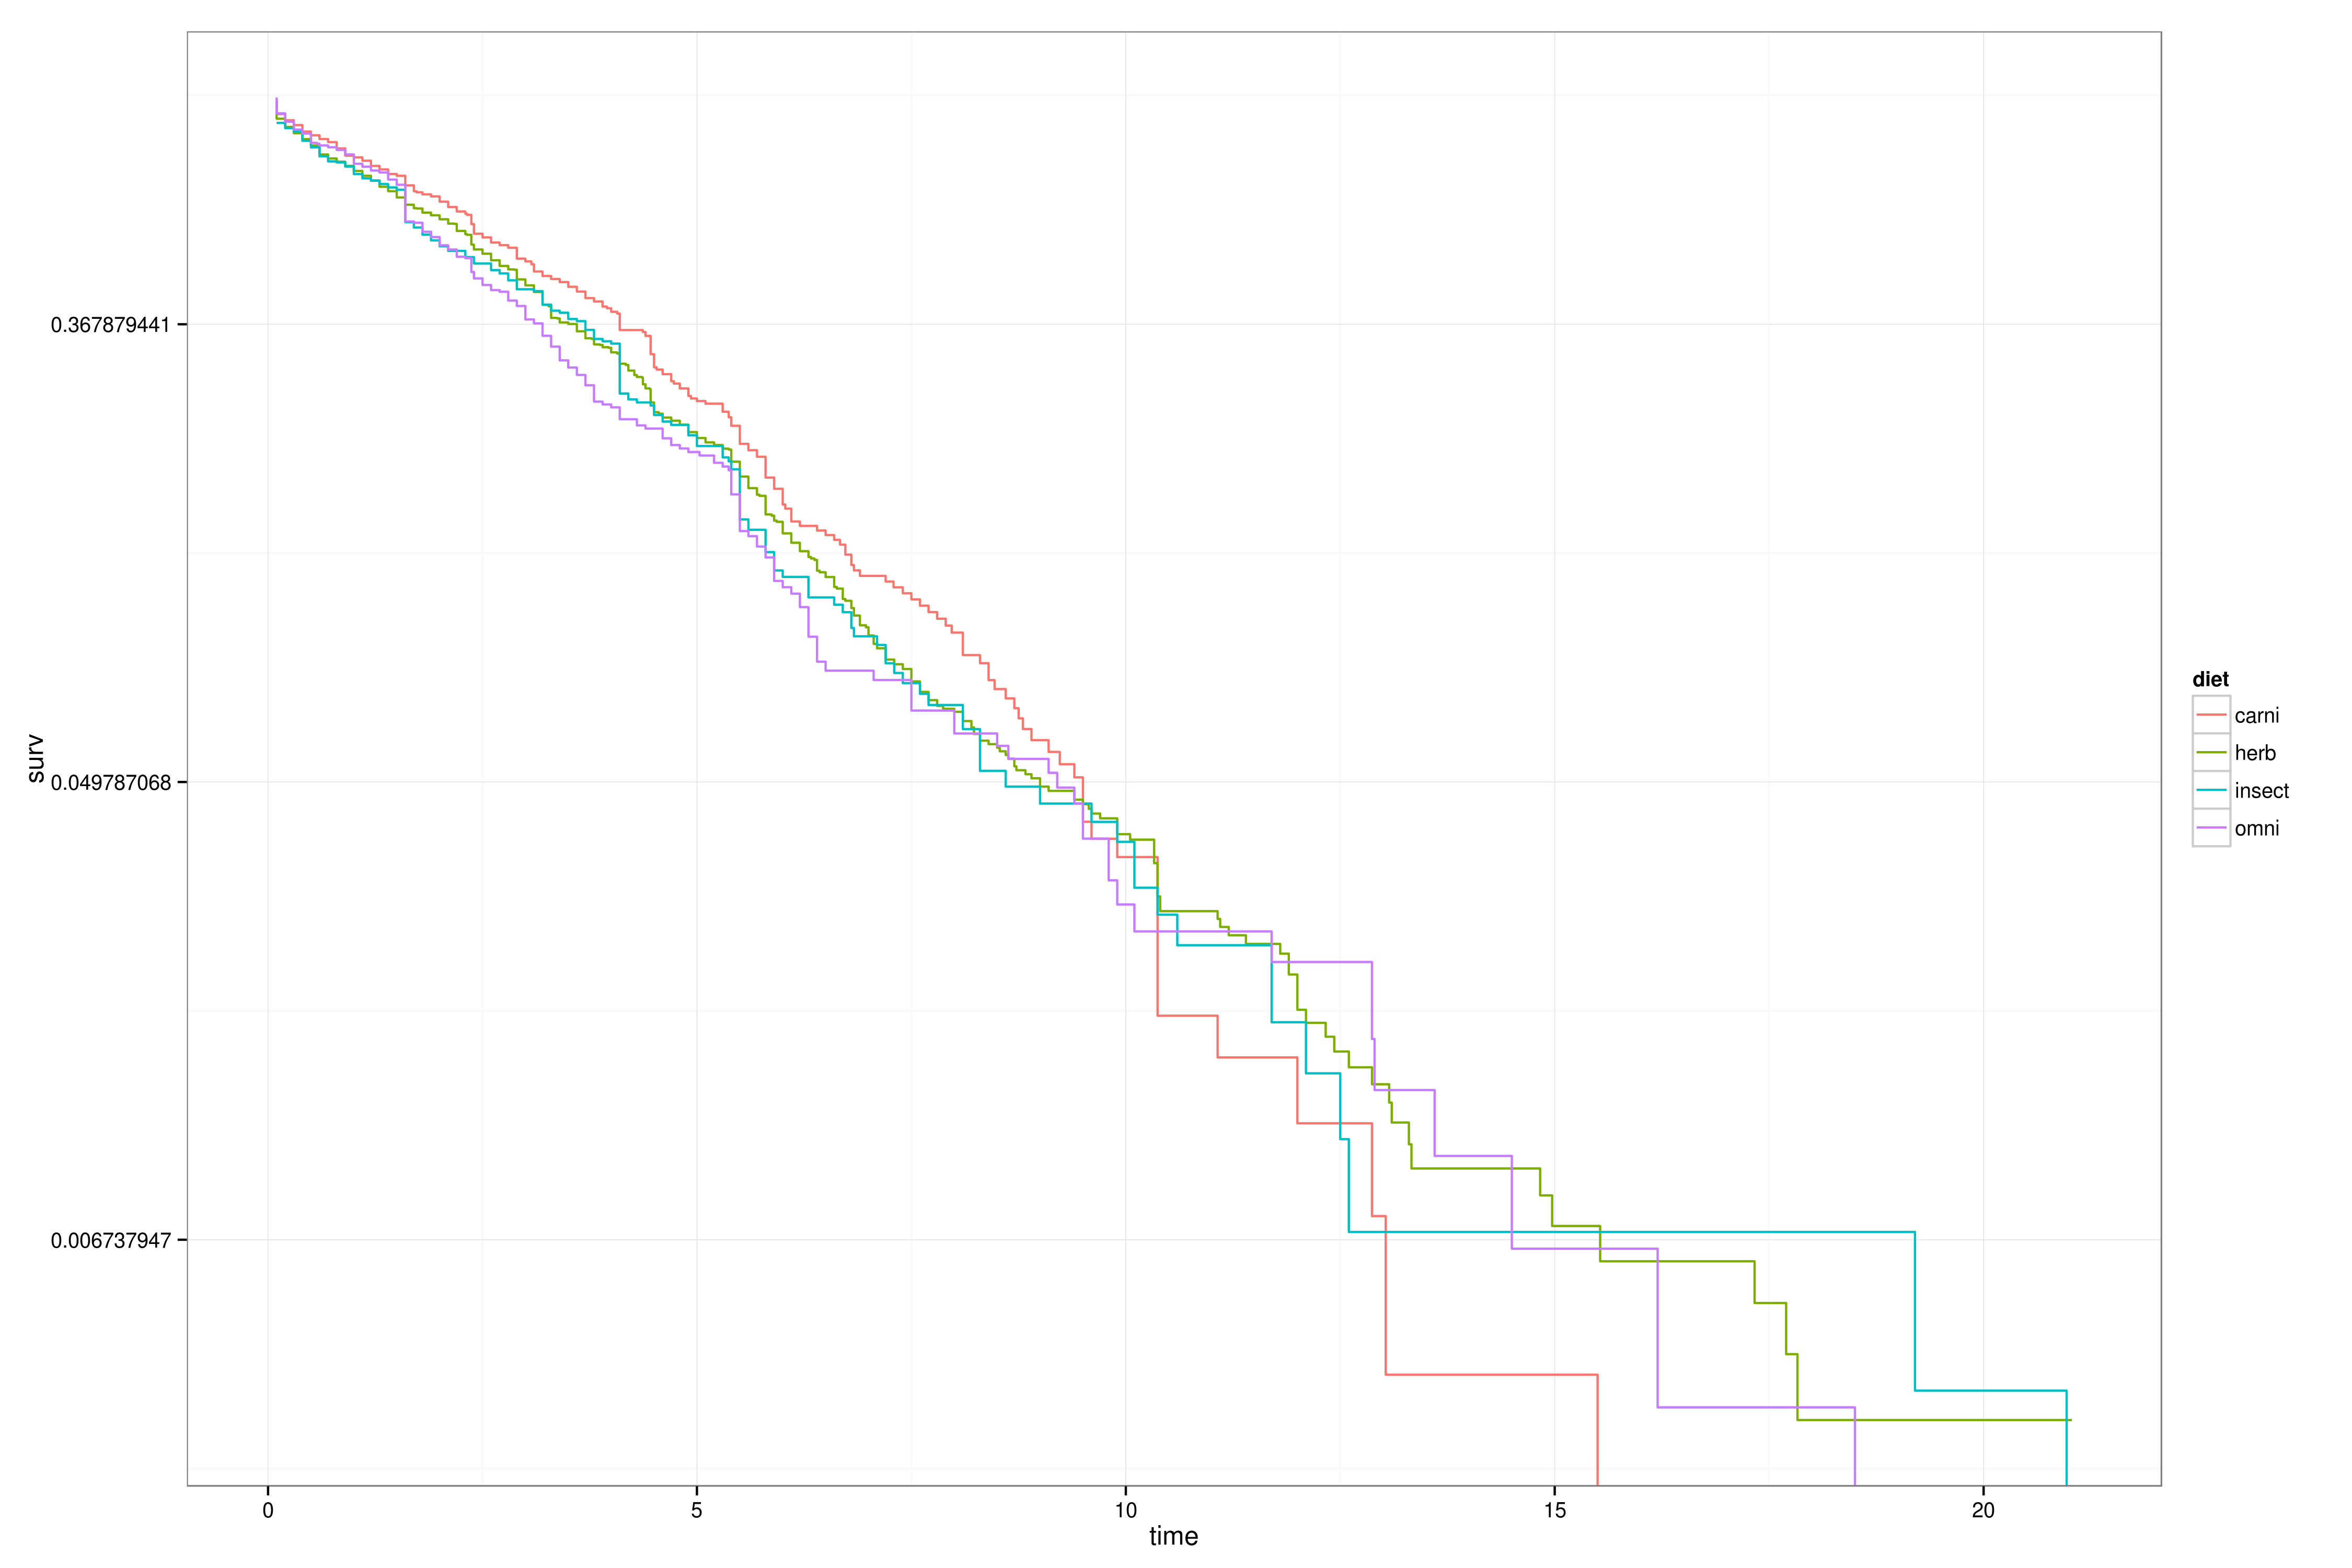 surv
0.367879441
0.049787068
0.006737947
0
5
10
15
20
time
diet
carni
herb
insect
omni